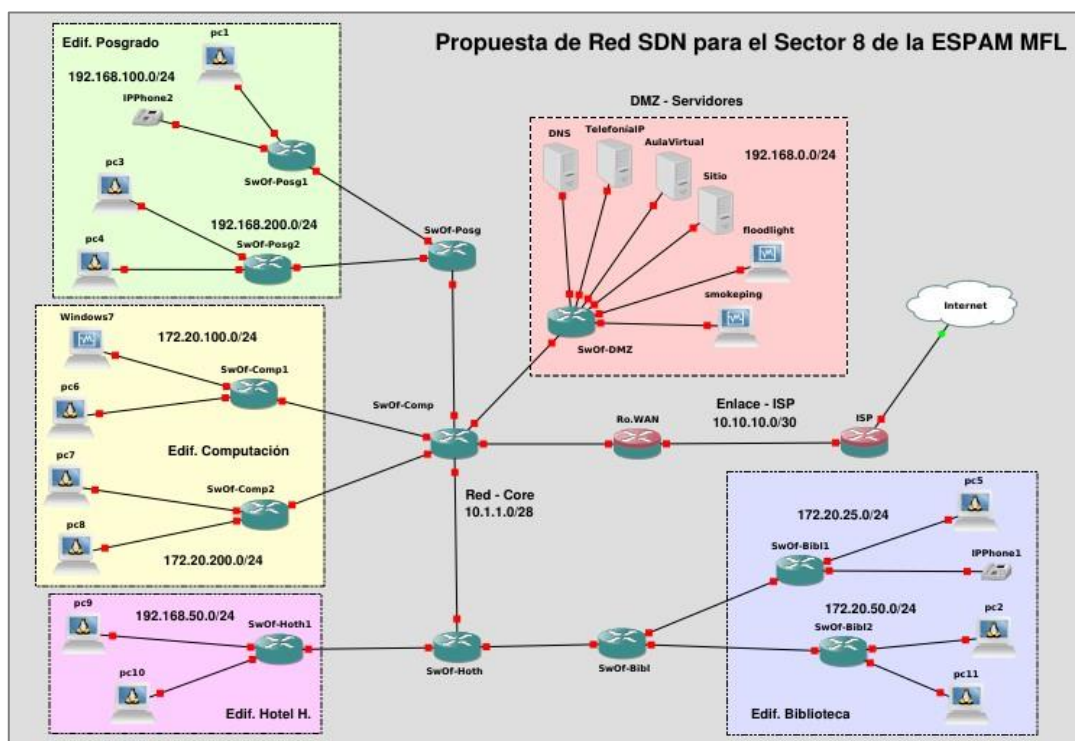 Propuesta de Red SDN para el Sector 8 de la ESPAM MFL
Edif. Posgrado
pc1
192.168.100.0/24
IPPhone2
SwOf-Posg1
pc3
192.168.200.0/24
SwOf-Posg2
pc4
SwOf-Posg
DMZ - Servidores
DNS
TelefoníaIP
AulaVirtual
192.168.0.0/24
Sitio
floodlight
smokeping
SwOf-DMZ
Internet
Windows7
172.20.100.0/24
SwOf-Comp1
pc6
SwOf-Comp
Edif. Computación
pc7
SwOf-Comp2
pc8
172.20.200.0/24
Ro.WAN
Enlace - ISP
10.10.10.0/30
ISP
Red - Core
10.1.1.0/28
pc5
172.20.25.0/24
SwOf-Bibl1
IPPhone1
172.20.50.0/24
pc2
SwOf-Bibl2
pc11
Edif. Biblioteca
pc9
192.168.50.0/24
SwOf-Hoth1
pc10
Edif. Hotel H.
SwOf-Hoth
SwOf-Bibl